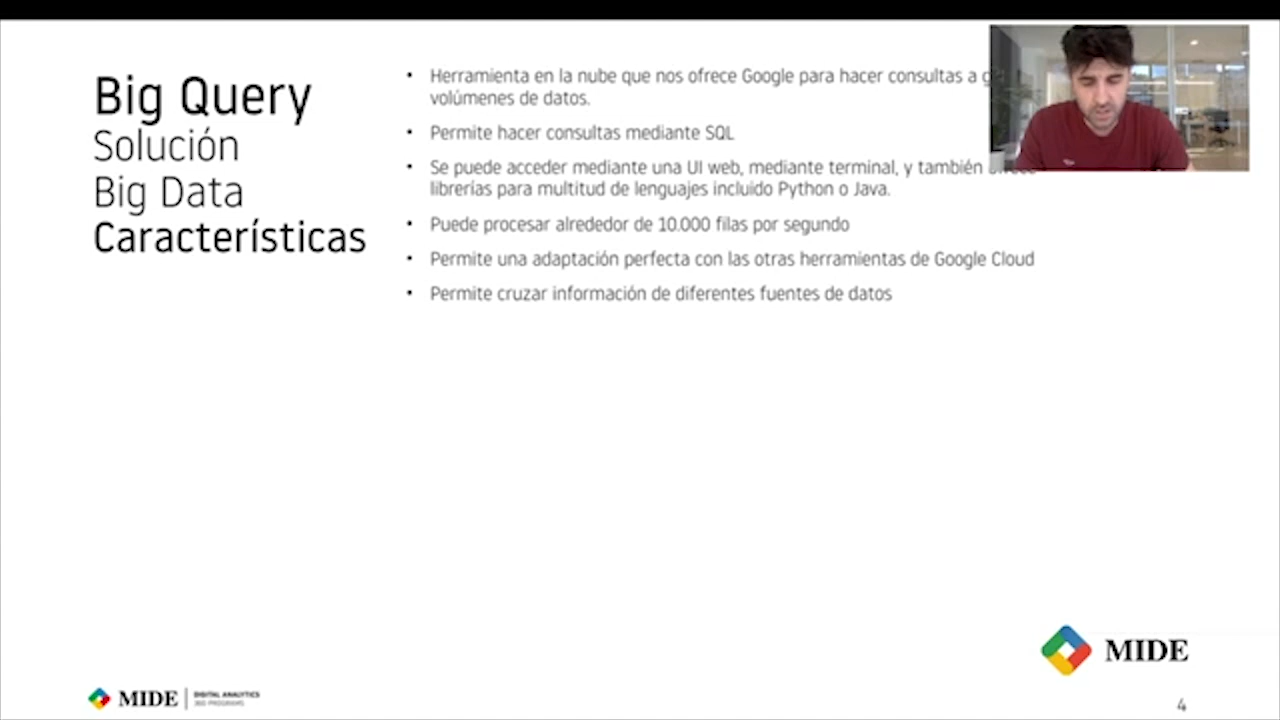 Big Query
Solución
Big Data
Características
• Herramienta en la nube que nos ofrece Google para hacer consultas a
volúmenes de datos.
• Permite hacer consultas mediante SQL
• Se puede acceder mediante una UI web, mediante terminal, y también
librerías para multitud de lenguajes incluido Python o Java.
• Puede procesar alrededor de 10.000 filas por segundo
• Permite una adaptación perfecta con las otras herramientas de Google Cloud
• Permite cruzar información de diferentes fuentes de datos
MIDE
MIDE
DIGITAL ANALYTICS
360 PROGRAMS
4